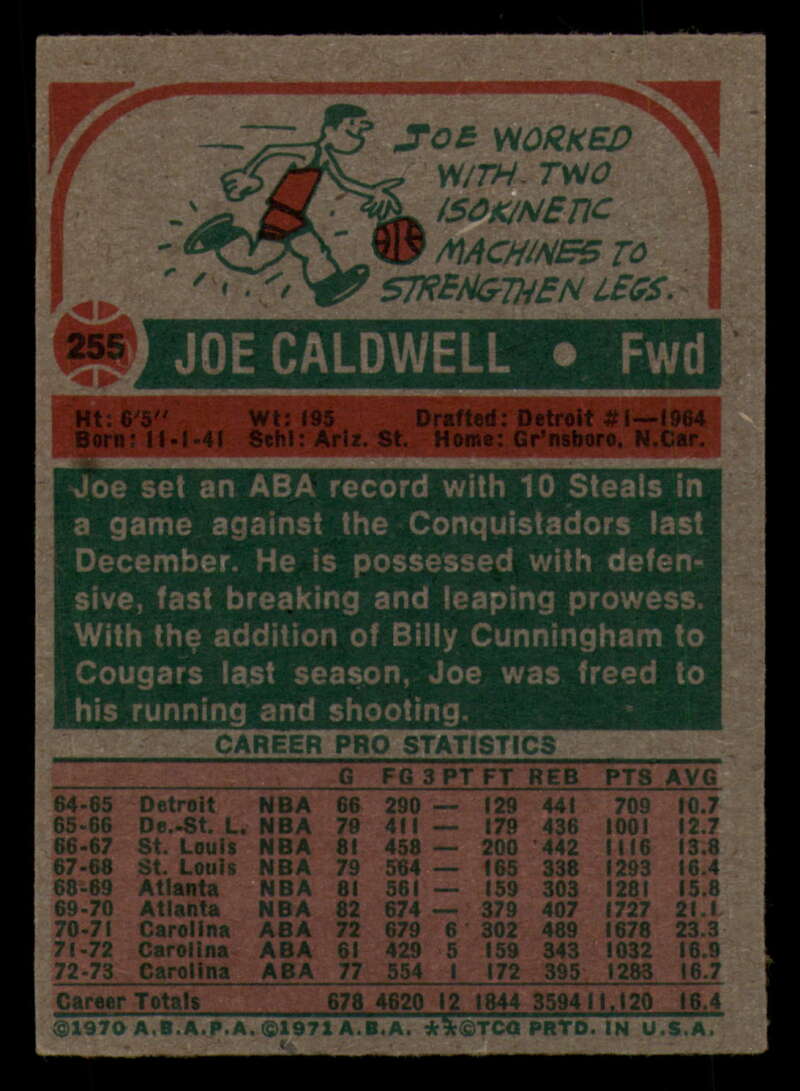 JOE WORKED
WITH TWO
ISOKINETIC
MACHINES TO
STRENGTHEN LEGS.
255 JOE CALDWELL • Fwd
Ht: 6'5" Wt: 195 Drafted: Detroit #1—1964
Born: 11-1-41 Schl: Ariz. St. Home: Gr'nsboro, N.Car.
Joe set an ABA record with 10 Steals in
a game against the Conquistadors last
December. He is possessed with defen-
sive, fast breaking and leaping prowess.
With the addition of Billy Cunningham to
Cougars last season, Joe was freed to
his running and shooting.
CAREER PRO STATISTICS
G FG 3 PT FT REB PTS AVG
64-65 Detroit NBA 66 290 — 129 441 709 10.7
65-66 De.-St. L. NBA 79 411 — 179 436 1001 12.7
66-67 St. Louis NBA 81 458 — 200 442 1116 13.8
67-68 St. Louis NBA 79 564 — 165 338 1293 16.4
68-69 Atlanta NBA 81 561 — 159 303 1281 15.8
69-70 Atlanta NBA 82 674 — 379 407 1727 21.1
70-71 Carolina ABA 72 679 6 302 489 1678 23.3
71-72 Carolina ABA 61 429 5 159 343 1032 16.9
72-73 Carolina ABA 77 554 1 172 395 1283 16.7
Career Totals 678 4620 12 1844 3594 11,120 16.4
©1970 A.B.A.P.A. ©1971 A.B.A. **©TCG PRTD. IN U.S.A.